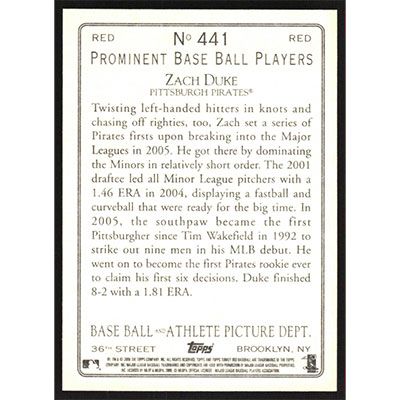 RED Nº 441 RED
PROMINENT BASE BALL PLAYERS
ZACH DUKE
PITTSBURGH PIRATES®
Twisting left-handed hitters in knots and
chasing off righties, too, Zach set a series of
Pirates firsts upon breaking into the Major
Leagues in 2005. He got there by dominating
the Minors in relatively short order. The 2001
draftee led all Minor League pitchers with a
1.46 ERA in 2004, displaying a fastball and
curveball that were ready for the big time. In
2005, the southpaw became the first
Pittsburgher since Tim Wakefield in 1992 to
strike out nine men in his MLB debut. He
went on to become the first Pirates rookie ever
to claim his first six decisions. Duke finished
8-2 with a 1.81 ERA.
BASE BALL AND ATHLETE PICTURE DEPT.
36TH STREET Topps BROOKLYN, NY